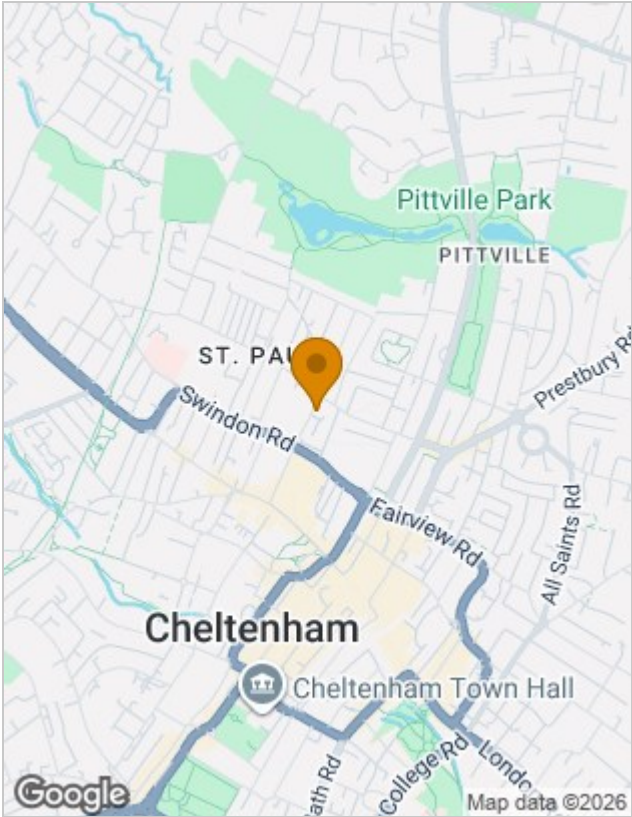 Pittville Park
PITTVILLE
ST. PAU
Prestbury Rd
Swindon Rd
Fairview Rd
All Saints Rd
Cheltenham
Cheltenham Town Hall
College Rd
ath Rd
Londo
Google
Map data ©2026